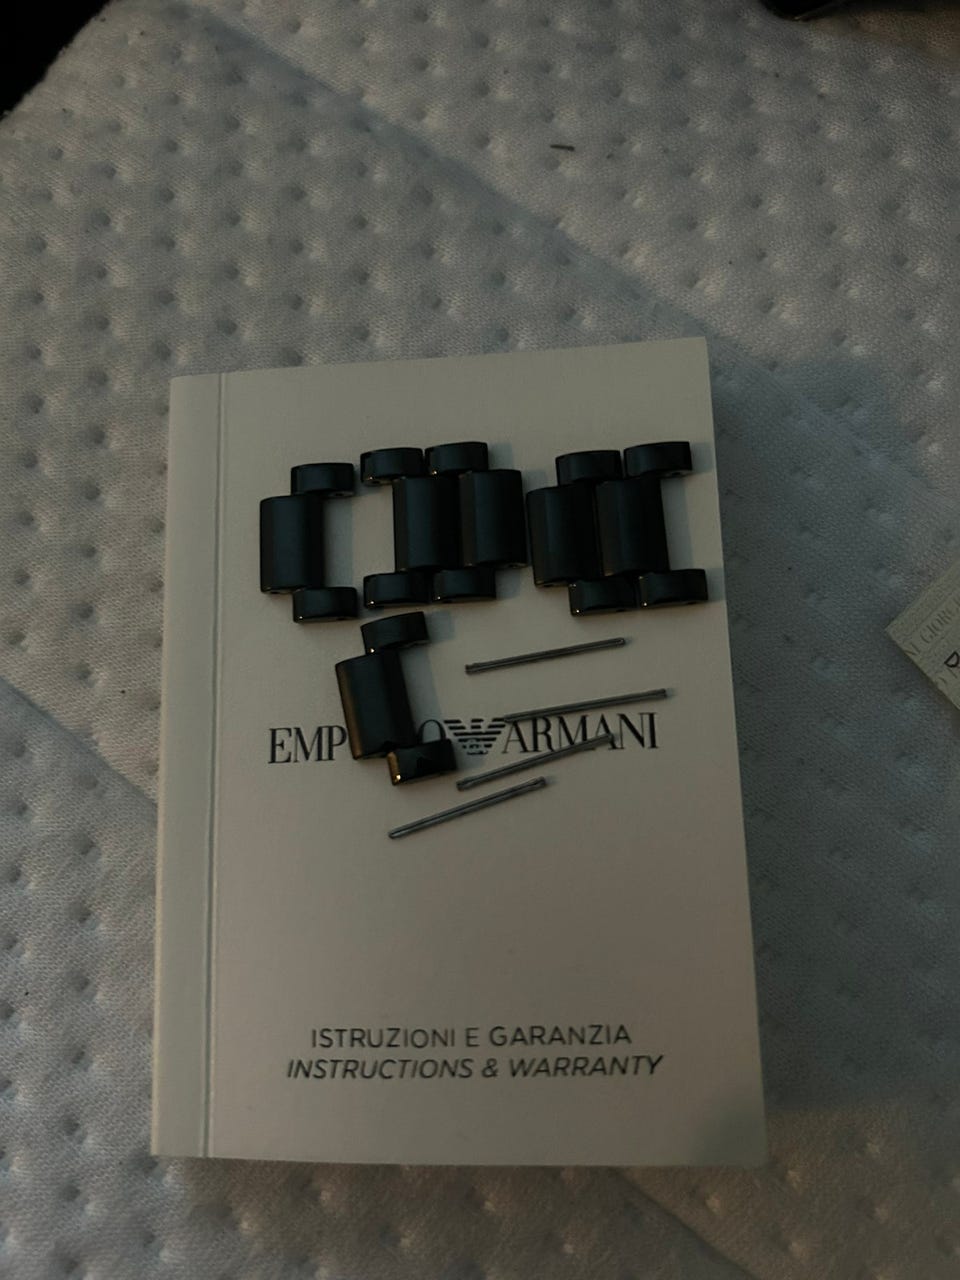 EMP O ARMANI
ISTRUZIONI E GARANZIA
INSTRUCTIONS & WARRANTY